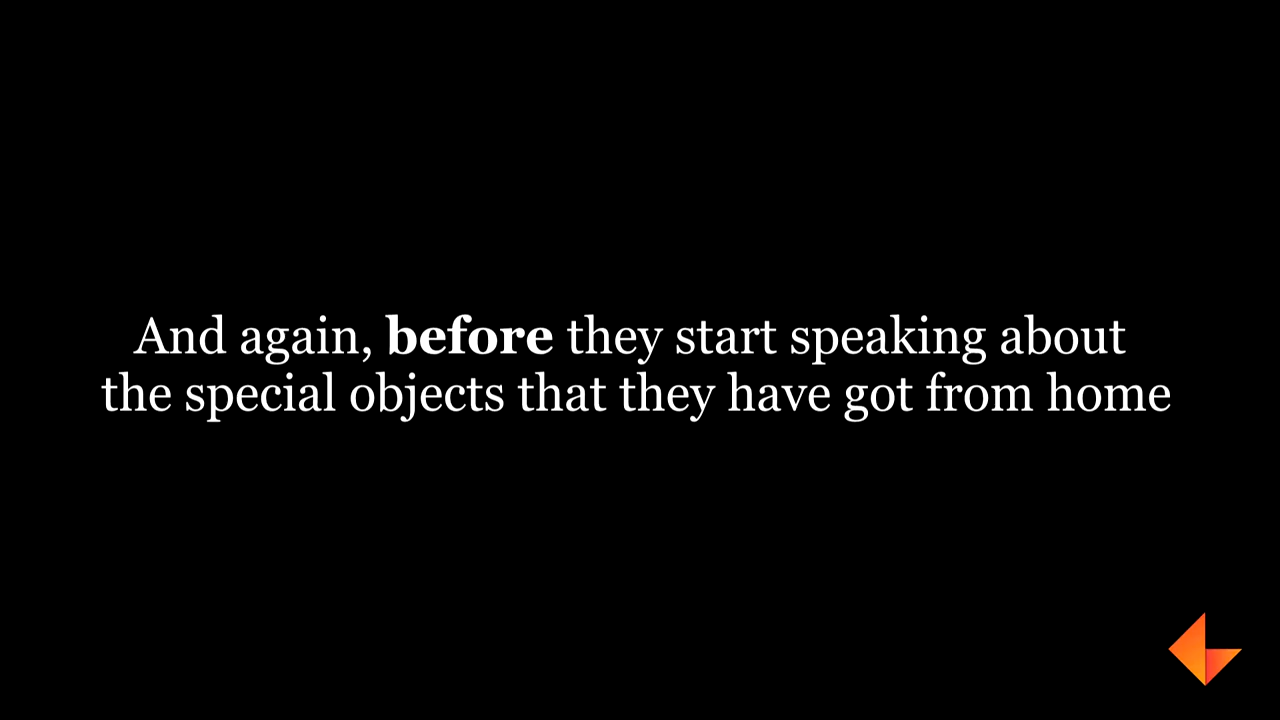 And again, before they start speaking about
the special objects that they have got from home